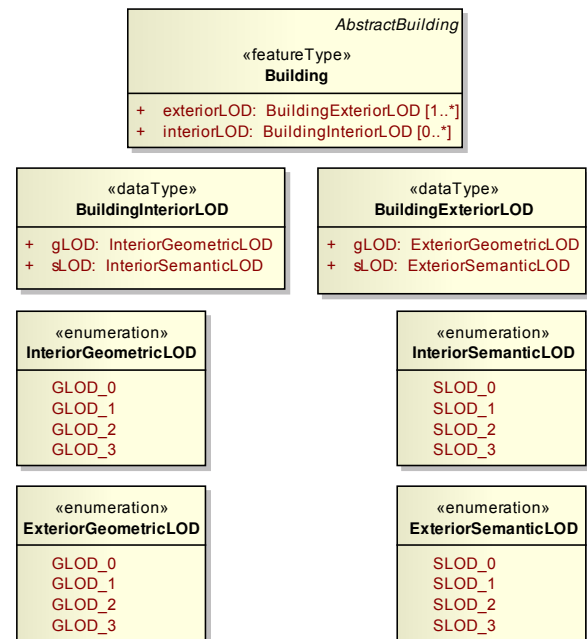 AbstractBuilding
«featureType»
Building
+ exteriorLOD: BuildingExteriorLOD [1..*]
+ interiorLOD: BuildingInteriorLOD [0..*]
«dataType»
BuildingInteriorLOD
+ gLOD: InteriorGeometricLOD
+ sLOD: InteriorSemanticLOD
«dataType»
BuildingExteriorLOD
+ gLOD: ExteriorGeometricLOD
+ sLOD: ExteriorSemanticLOD
«enumeration»
InteriorGeometricLOD
GLOD_0
GLOD_1
GLOD_2
GLOD_3
«enumeration»
InteriorSemanticLOD
SLOD_0
SLOD_1
SLOD_2
SLOD_3
«enumeration»
ExteriorGeometricLOD
GLOD_0
GLOD_1
GLOD_2
GLOD_3
«enumeration»
ExteriorSemanticLOD
SLOD_0
SLOD_1
SLOD_2
SLOD_3